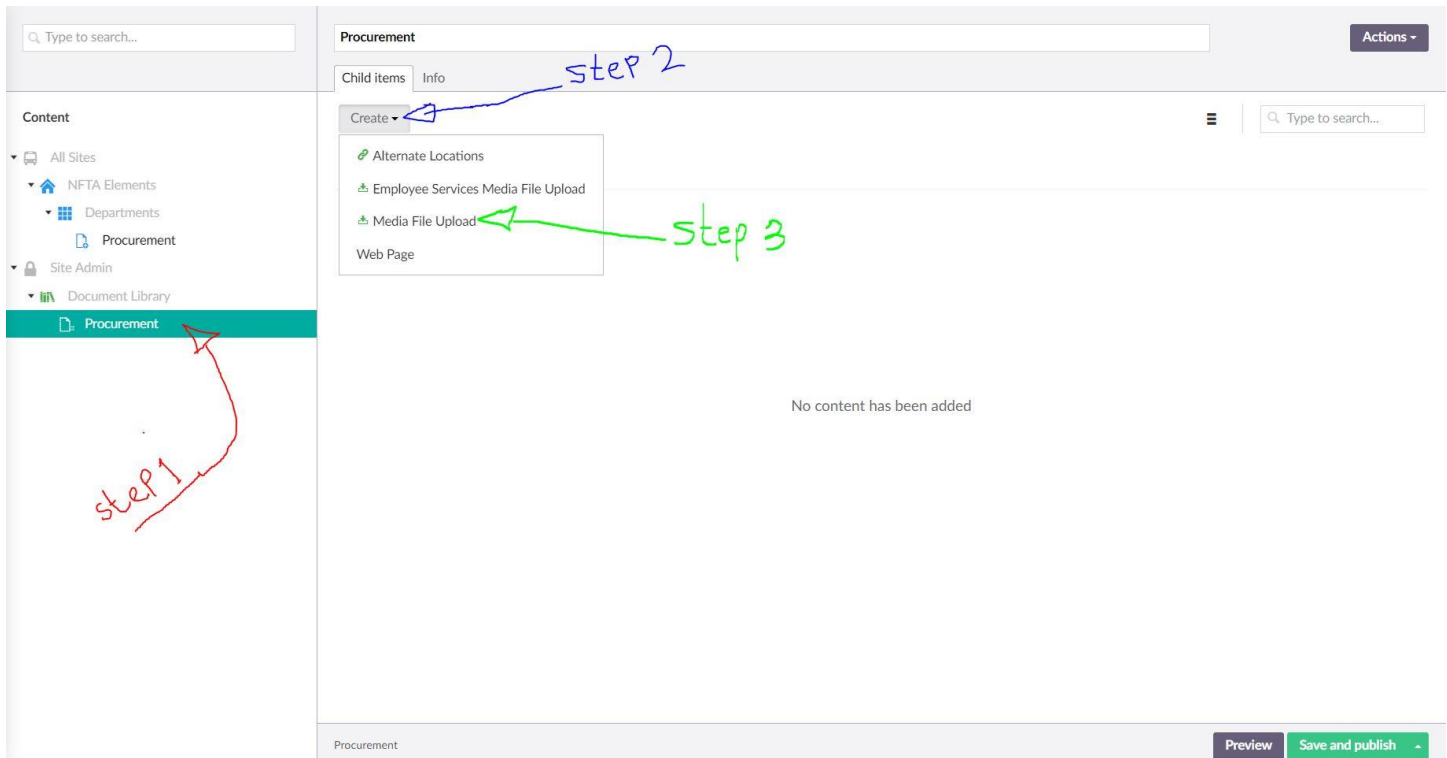 Type to search...
Procurement
Actions
Child items Info
step 2
Content
Create
Type to search...
All Sites
Alternate Locations
NFTA Elements
Employee Services Media File Upload
Departments
Media File Upload
step 3
Procurement
Web Page
Site Admin
Document Library
Procurement
No content has been added
step 1
Procurement
Preview
Save and publish